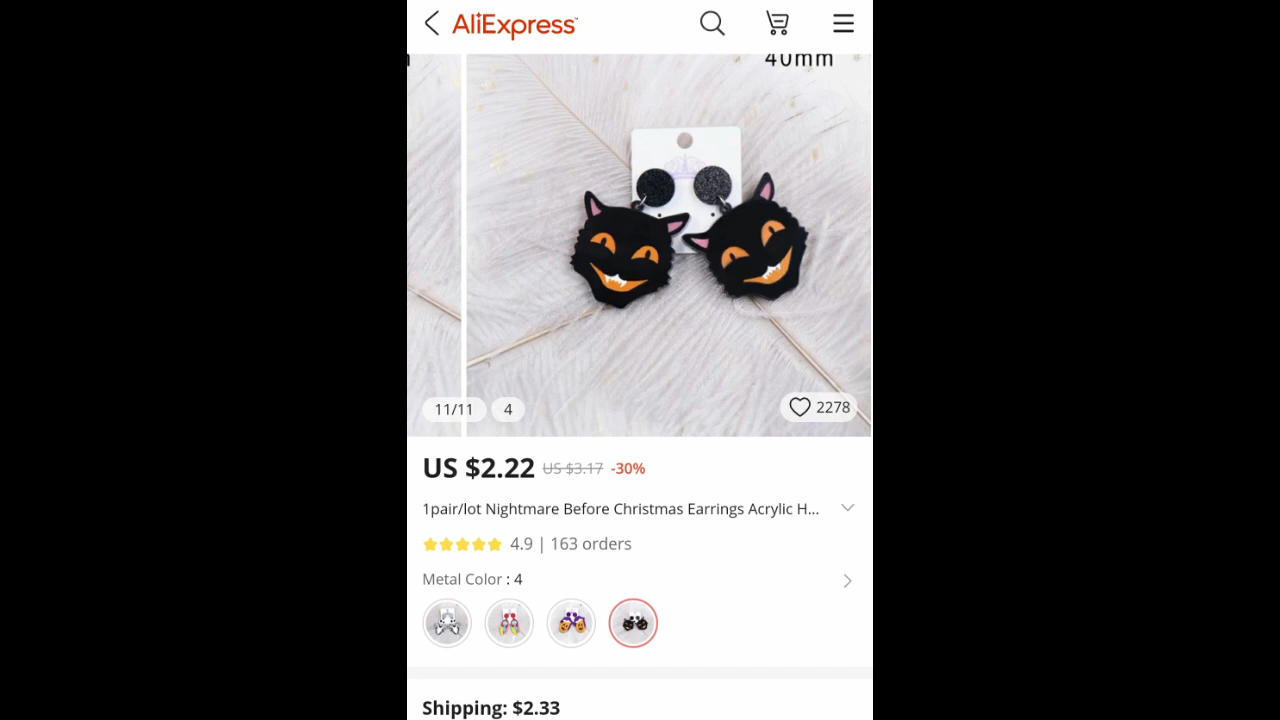 AliExpress
40mm
11/11
4
2278
US $2.22 US $3.17 -30%
1pair/lot Nightmare Before Christmas Earrings Acrylic H...
4.9 | 163 orders
Metal Color : 4
Shipping: $2.33